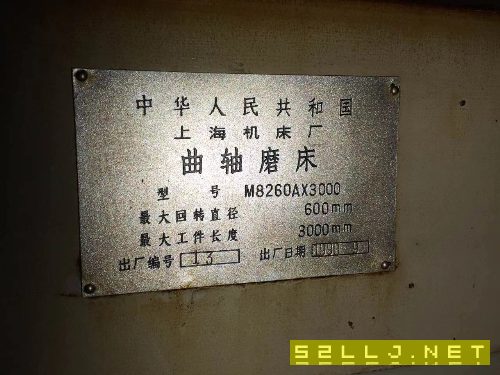 中华人民共和国
上海机床厂
曲轴磨床
型号 M8260AX3000
最大回转直径 600mm
最大工件长度 3000mm
出厂编号 13 出厂日期
52LLJ.NET